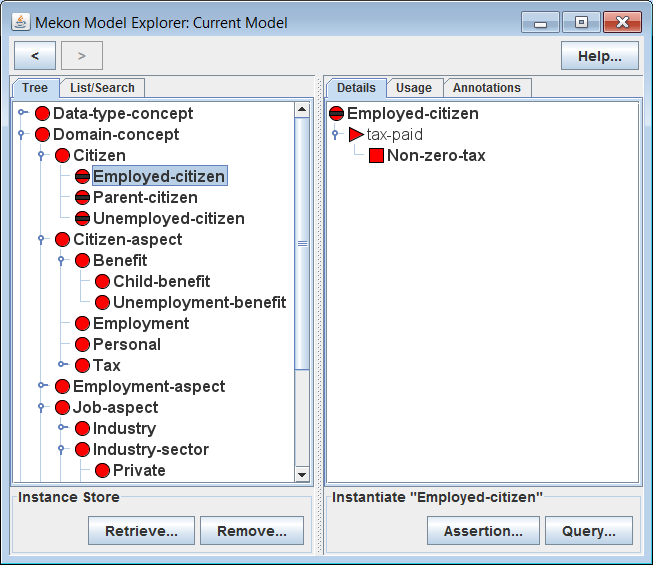 Mekon Model Explorer: Current Model
< > Help...
Tree List/Search
Data-type-concept
Domain-concept
Citizen
Employed-citizen
Parent-citizen
Unemployed-citizen
Citizen-aspect
Benefit
Child-benefit
Unemployment-benefit
Employment
Personal
Tax
Employment-aspect
Job-aspect
Industry
Industry-sector
Private
Instance Store
Retrieve... Remove...
Details Usage Annotations
Employed-citizen
tax-paid
Non-zero-tax
Instantiate "Employed-citizen"
Assertion... Query...